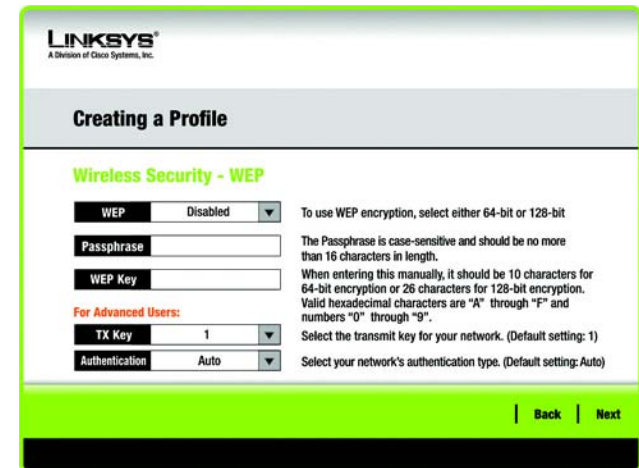 LINKSYS®
A Division of Cisco Systems, Inc.
Creating a Profile
Wireless Security - WEP
WEP Disabled To use WEP encryption, select either 64-bit or 128-bit
Passphrase The Passphrase is case-sensitive and should be no more
than 16 characters in length.
WEP Key When entering this manually, it should be 10 characters for
64-bit encryption or 26 characters for 128-bit encryption.
Valid hexadecimal characters are “A” through “F” and
numbers “0” through “9”.
For Advanced Users:
TX Key 1 Select the transmit key for your network. (Default setting: 1)
Authentication Auto Select your network's authentication type. (Default setting: Auto)
Back Next